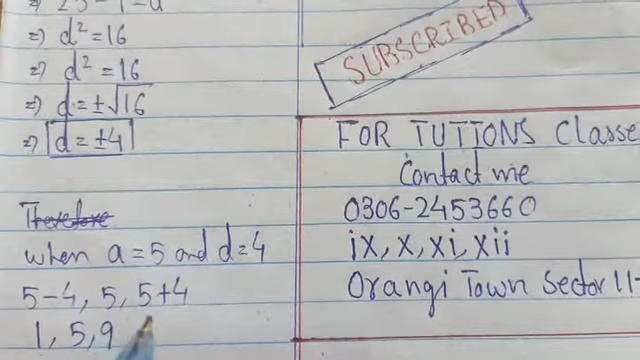 ⇒ d² = 16
⇒ d² = 16
⇒ d = ±√16
⇒ d = ±4
Therefore
when a = 5 and d = 4
5-4, 5, 5+4
1, 5, 9
SUBSCRIBED
FOR TUTIONS Classe
Contact me
0306-2453660
ix, x, xi, xii
Orangi Town Sector 11-